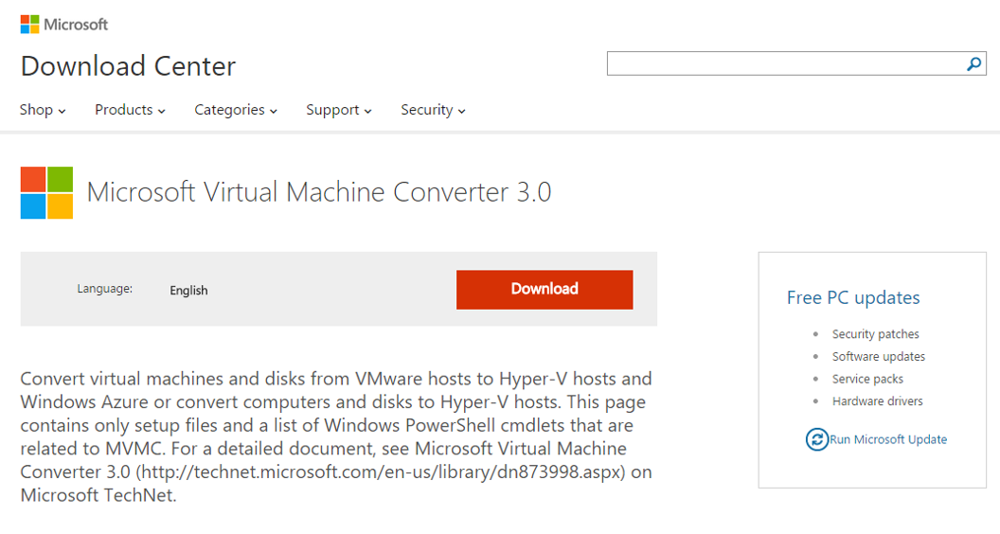 Microsoft
Download Center
Shop
Products
Categories
Support
Security
Microsoft Virtual Machine Converter 3.0
Language:
English
Download
Convert virtual machines and disks from VMware hosts to Hyper-V hosts and
Windows Azure or convert computers and disks to Hyper-V hosts. This page
contains only setup files and a list of Windows PowerShell cmdlets that are
related to MVMC. For a detailed document, see Microsoft Virtual Machine
Converter 3.0 (http://technet.microsoft.com/en-us/library/dn873998.aspx) on
Microsoft TechNet.
Free PC updates
Security patches
Software updates
Service packs
Hardware drivers
Run Microsoft Update